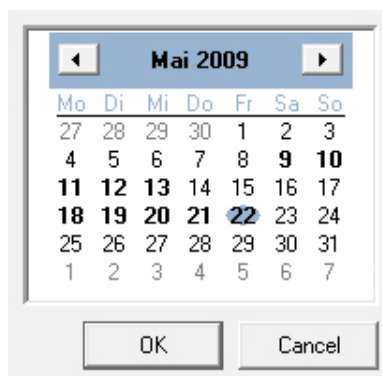 Mai 2009
Mo Di Mi Do Fr Sa So
27 28 29 30 1 2 3
4 5 6 7 8 9 10
11 12 13 14 15 16 17
18 19 20 21 22 23 24
25 26 27 28 29 30 31
1 2 3 4 5 6 7
OK Cancel